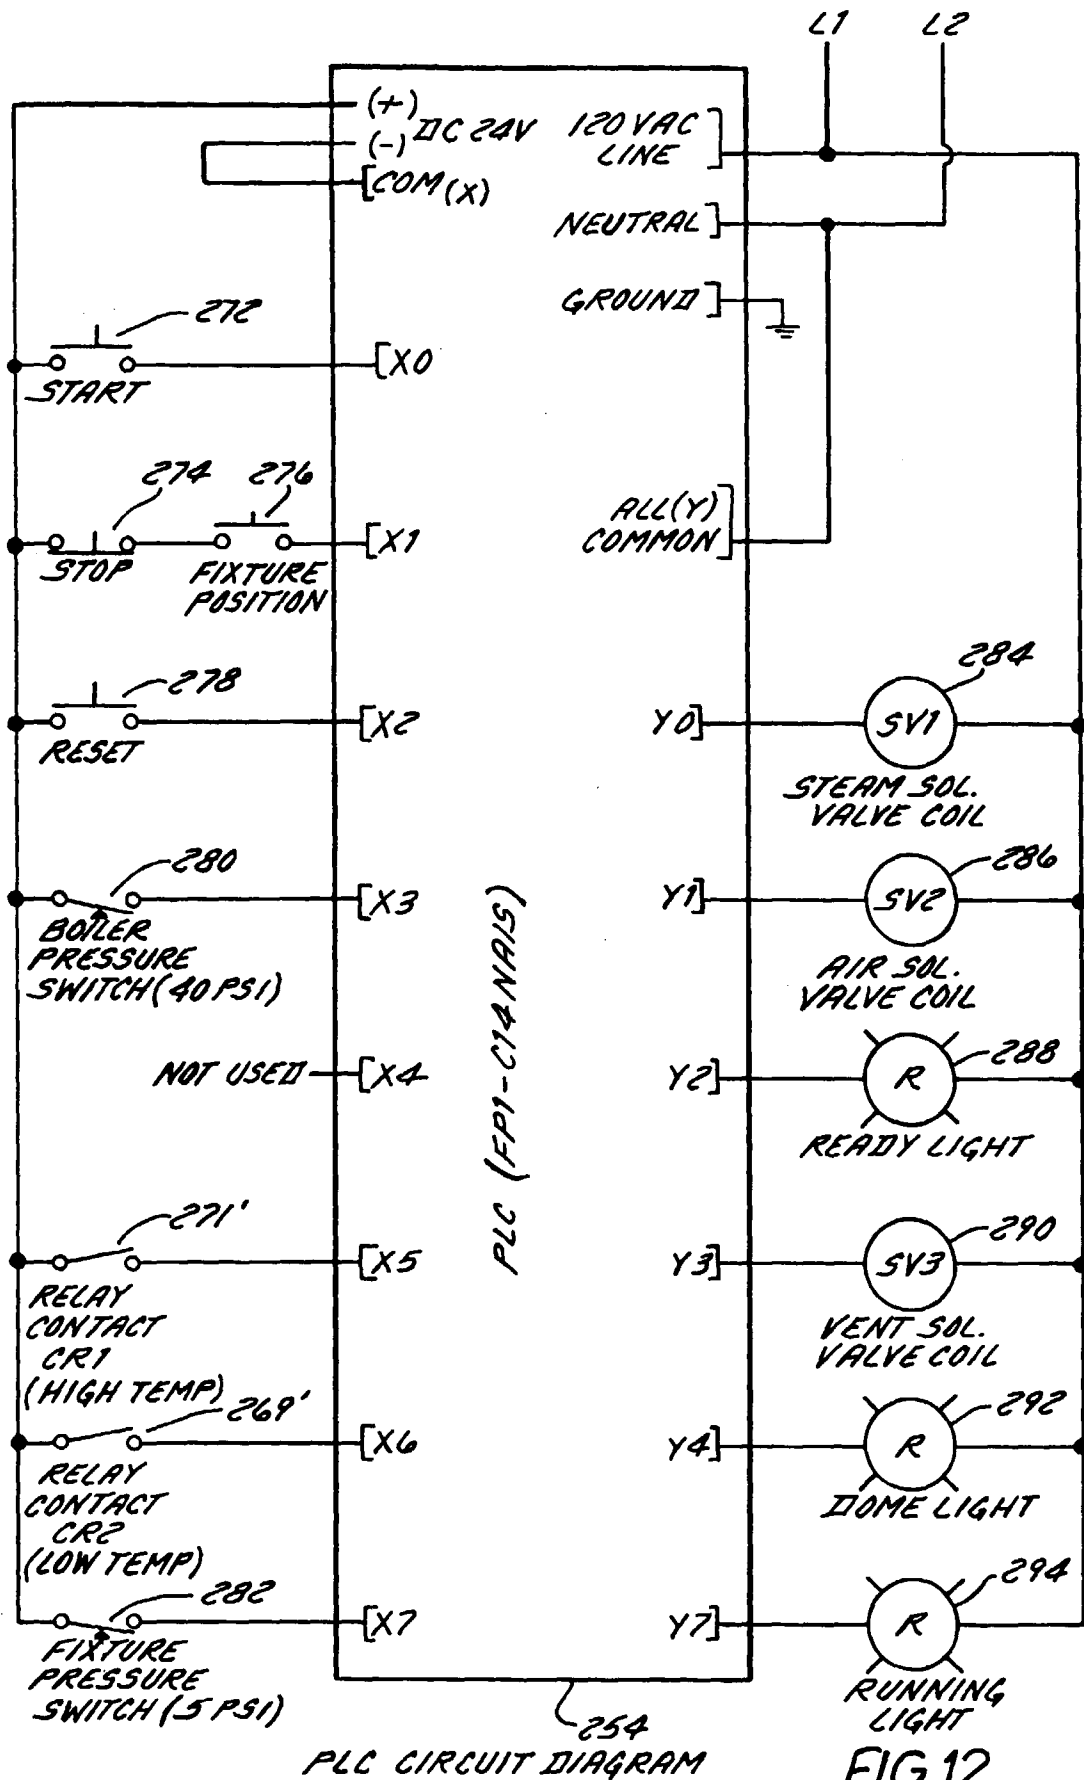 L1 L2
(+)
DC 24V
(-)
COM (X)
120 VAC
LINE
NEUTRAL
GROUND
272
START
X0
274
276
STOP
FIXTURE
POSITION
X1
ALL (Y)
COMMON
278
RESET
X2
Y0
284
SV1
STEAM SOL.
VALVE COIL
280
BOILER
PRESSURE
SWITCH (40 PSI)
X3
Y1
286
SV2
AIR SOL.
VALVE COIL
PLC (FP1-C14 NAIS)
NOT USED
X4
Y2
288
R
READY LIGHT
271'
RELAY
CONTACT
CR1
(HIGH TEMP)
X5
Y3
290
SV3
VENT SOL.
VALVE COIL
269'
RELAY
CONTACT
CR2
(LOW TEMP)
X6
Y4
292
R
DOME LIGHT
282
FIXTURE
PRESSURE
SWITCH (5 PSI)
X7
Y7
294
R
RUNNING
LIGHT
254
PLC CIRCUIT DIAGRAM
FIG. 12